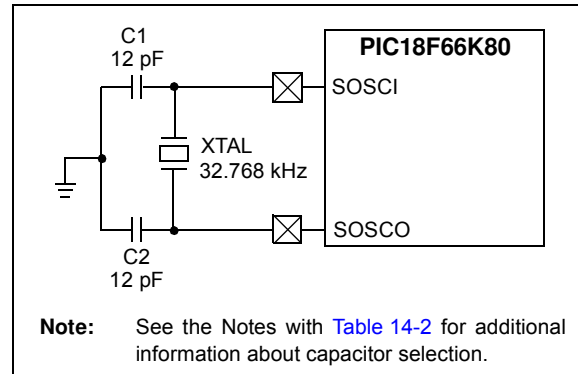 C1
12 pF
PIC18F66K80
SOSCI
XTAL
32.768 kHz
SOSCO
C2
12 pF
Note: See the Notes with Table 14-2 for additional
information about capacitor selection.